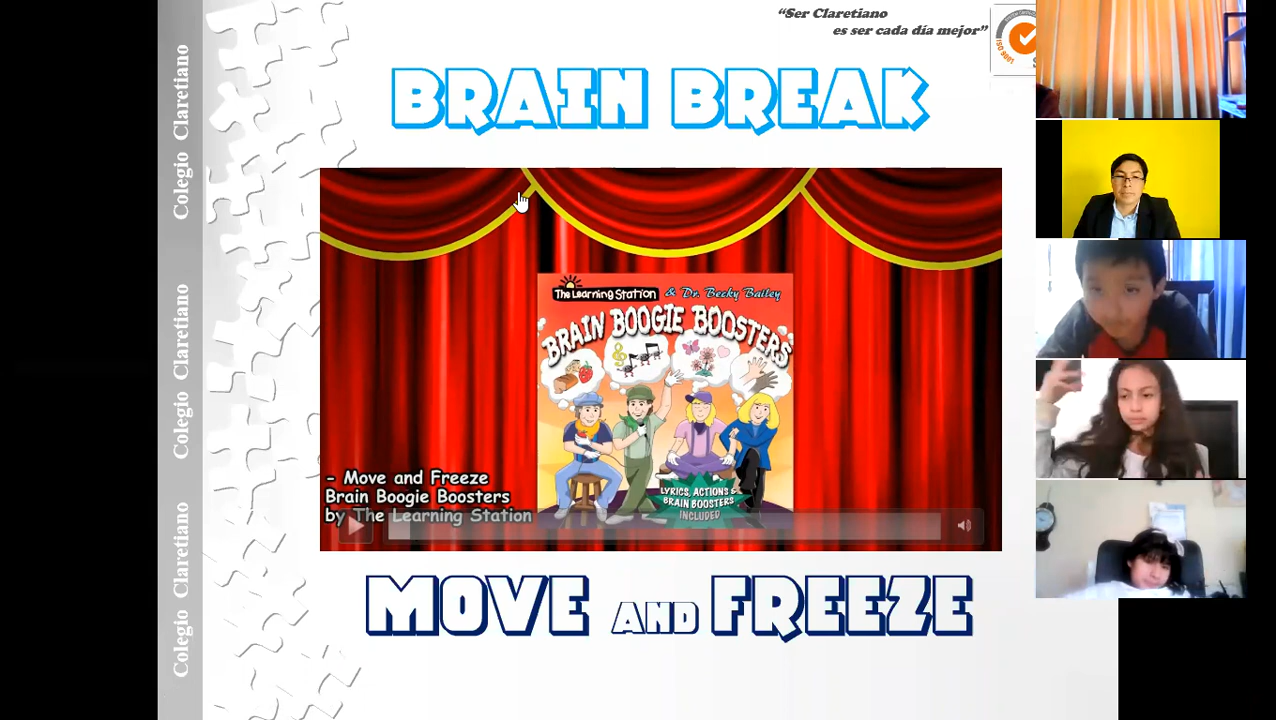 “Ser Claretiano
es ser cada día mejor”
ISO 9001
Colegio Claretiano
Colegio Claretiano
Colegio Claretiano
BRAIN BREAK
The Learning Station & Dr. Becky Bailey
BRAIN BOOGIE BOOSTERS
LYRICS, ACTIONS &
BRAIN BOOSTERS
INCLUDED
- Move and Freeze
Brain Boogie Boosters
by The Learning Station
MOVE AND FREEZE